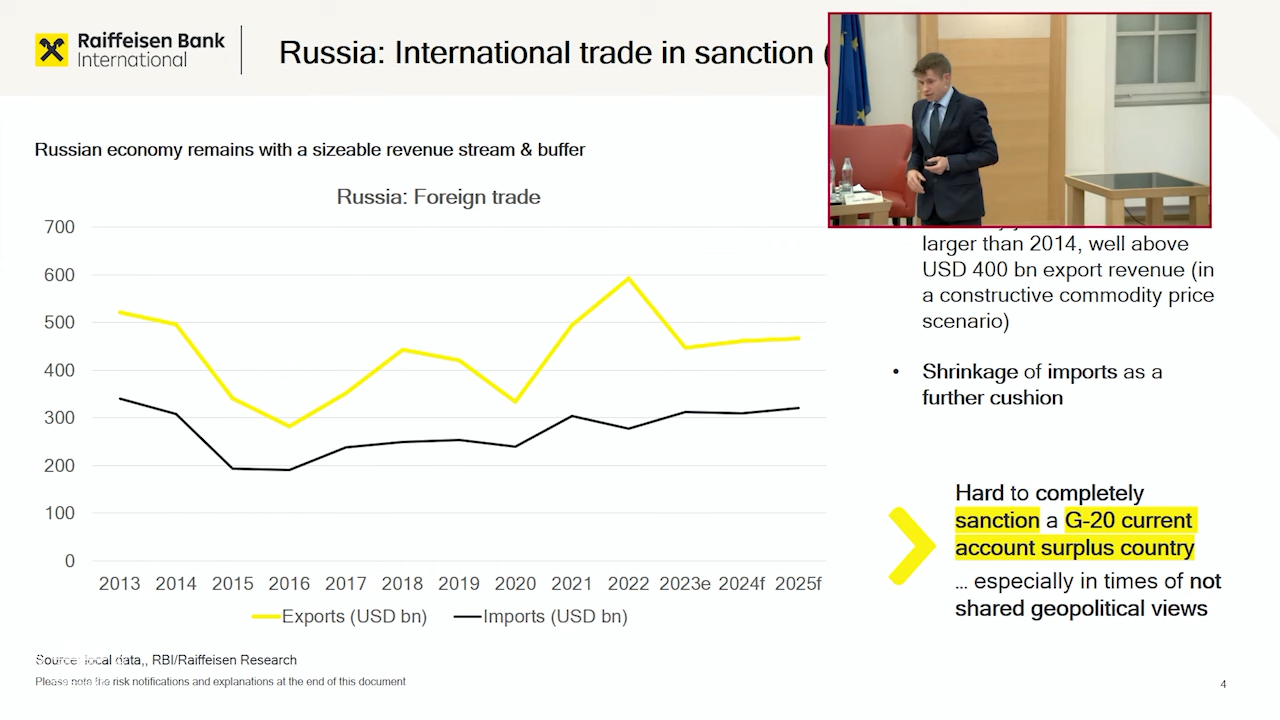 Raiffeisen Bank
International
Russia: International trade in sanction (
Russian economy remains with a sizeable revenue stream & buffer
Russia: Foreign trade
700
600
500
400
300
200
100
0
2013 2014 2015 2016 2017 2018 2019 2020 2021 2022 2023e 2024f 2025f
Exports (USD bn) Imports (USD bn)
larger than 2014, well above
USD 400 bn export revenue (in
a constructive commodity price
scenario)
• Shrinkage of imports as a
further cushion
Hard to completely
sanction a G-20 current
account surplus country
... especially in times of not
shared geopolitical views
Source: local data,, RBI/Raiffeisen Research
Please note the risk notifications and explanations at the end of this document
4